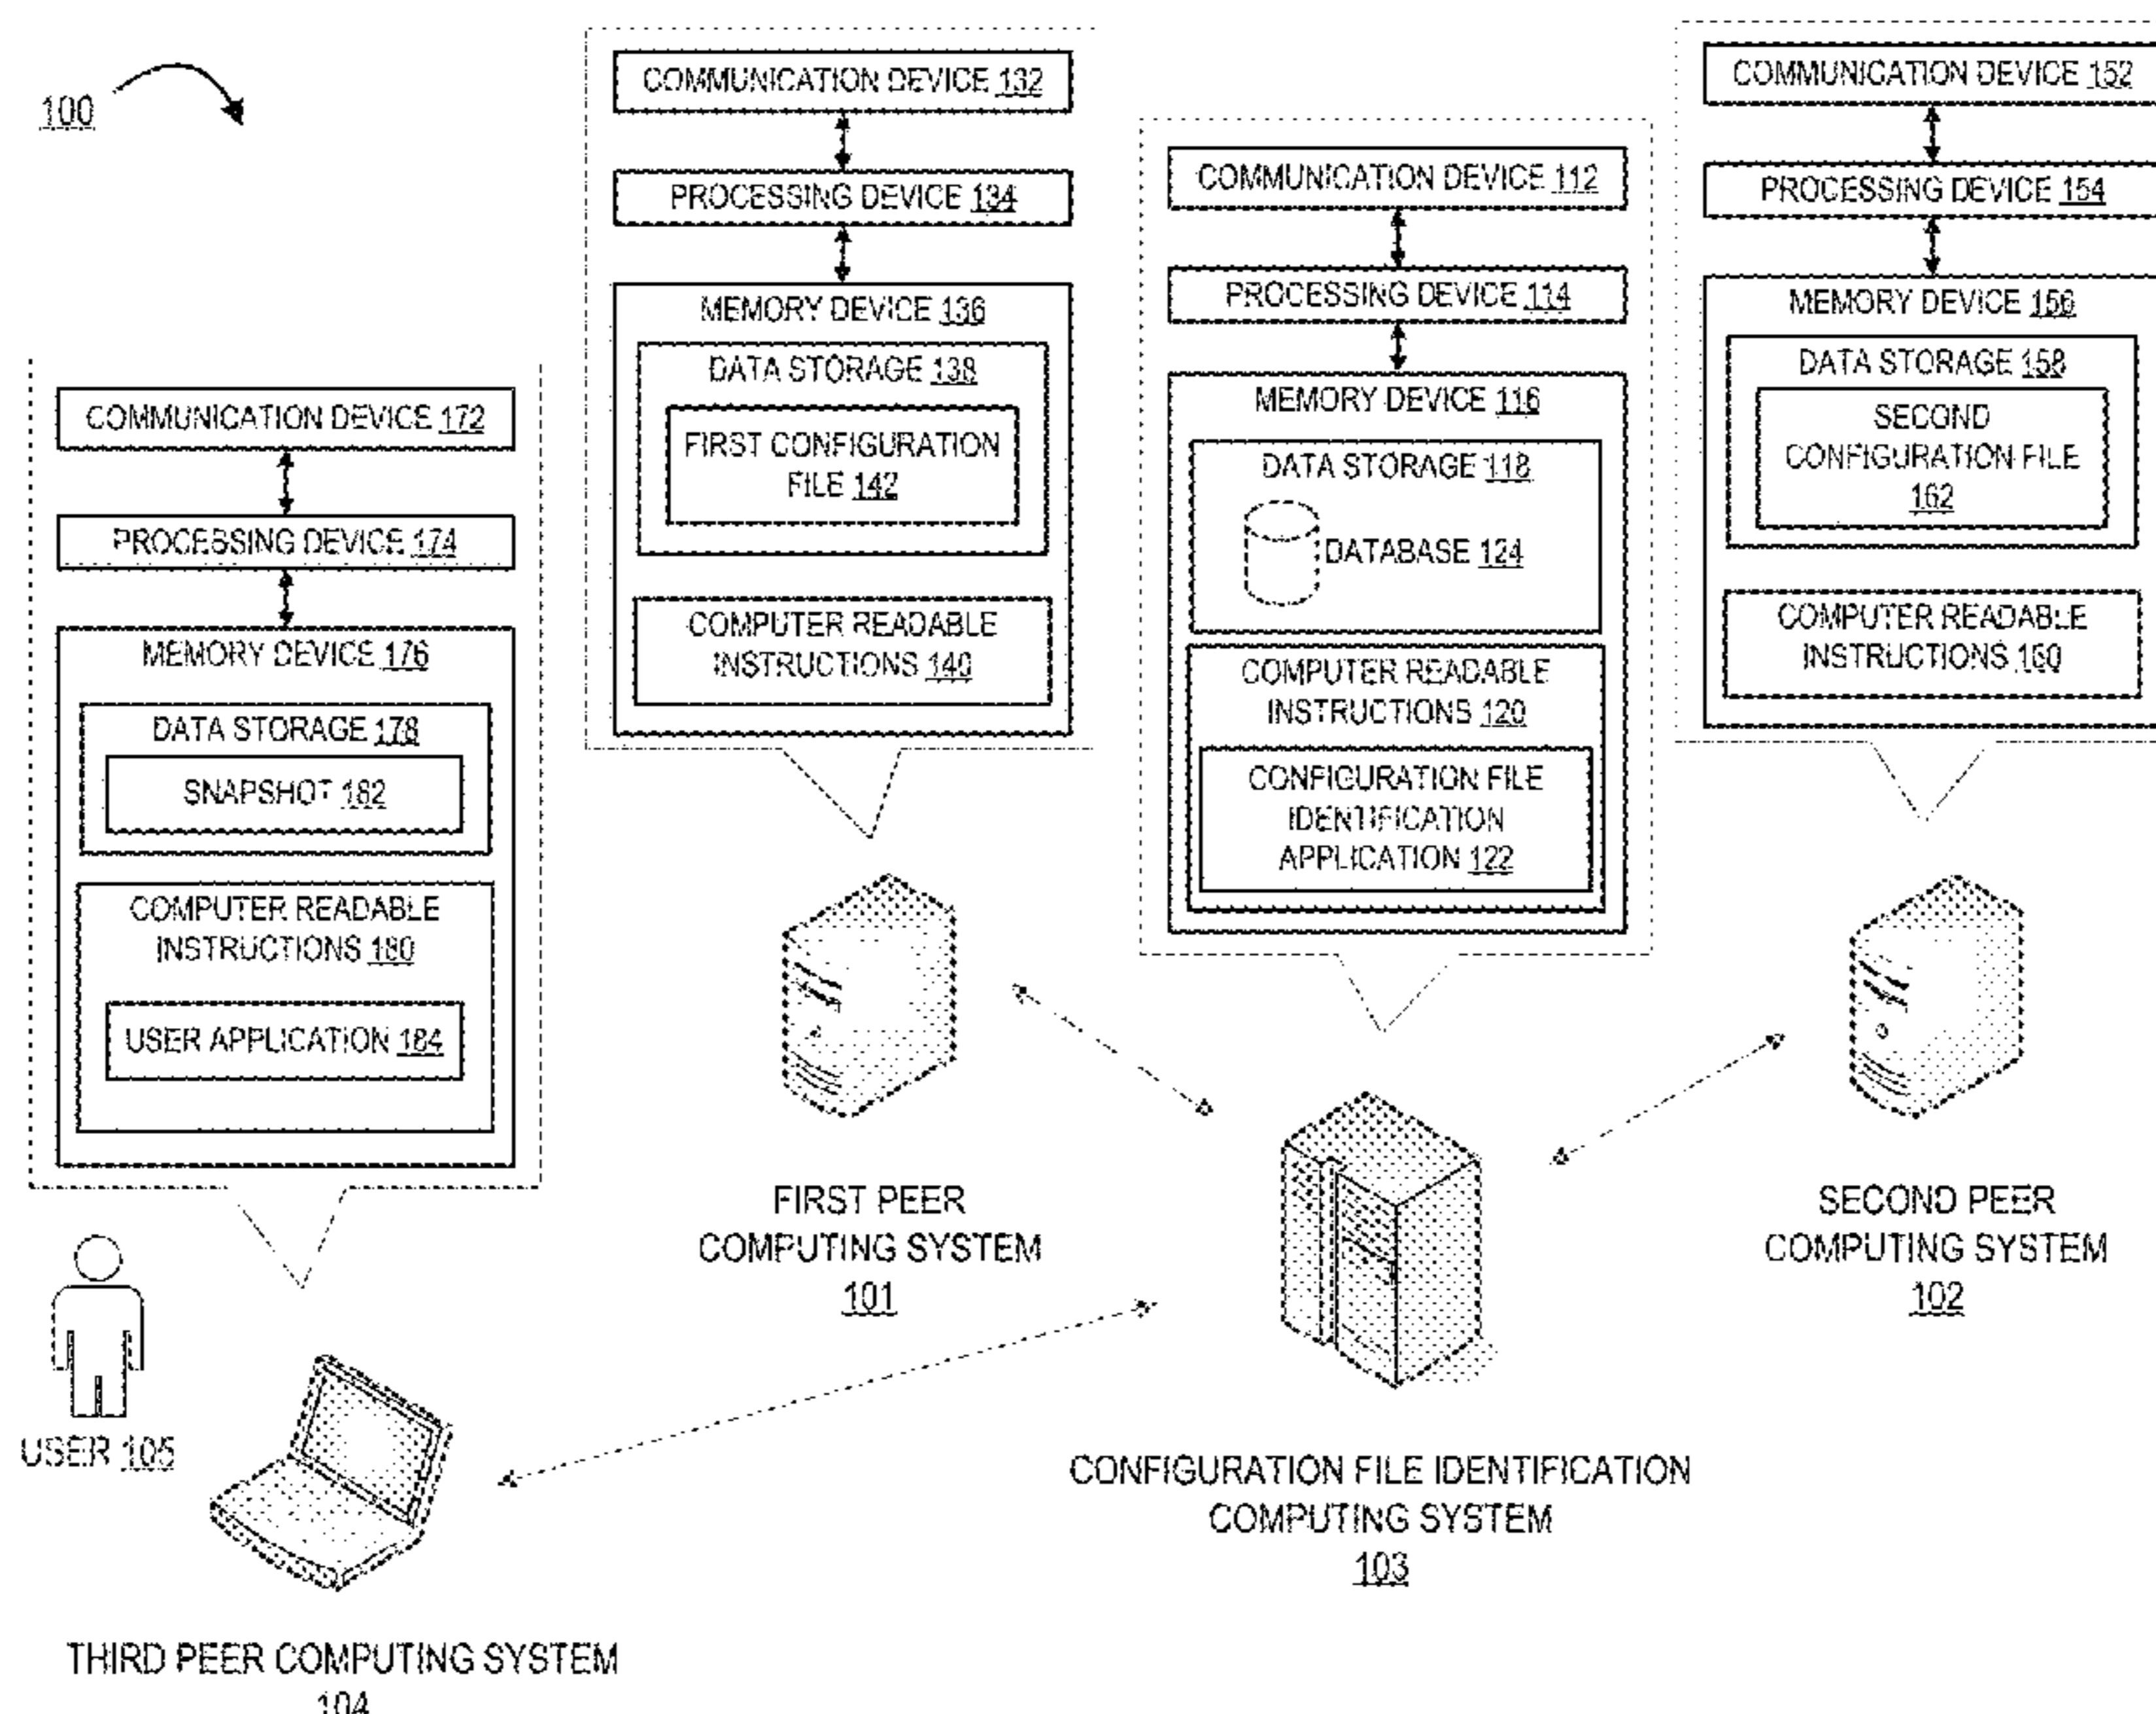 100
COMMUNICATION DEVICE 172
PROCESSING DEVICE 174
MEMORY DEVICE 176
DATA STORAGE 178
SNAPSHOT 182
COMPUTER READABLE
INSTRUCTIONS 180
USER APPLICATION 184
USER 105
THIRD PEER COMPUTING SYSTEM
104
COMMUNICATION DEVICE 132
PROCESSING DEVICE 134
MEMORY DEVICE 136
DATA STORAGE 138
FIRST CONFIGURATION
FILE 142
COMPUTER READABLE
INSTRUCTIONS 140
FIRST PEER
COMPUTING SYSTEM
101
COMMUNICATION DEVICE 112
PROCESSING DEVICE 114
MEMORY DEVICE 116
DATA STORAGE 118
DATABASE 124
COMPUTER READABLE
INSTRUCTIONS 120
CONFIGURATION FILE
IDENTIFICATION
APPLICATION 122
CONFIGURATION FILE IDENTIFICATION
COMPUTING SYSTEM
103
COMMUNICATION DEVICE 152
PROCESSING DEVICE 154
MEMORY DEVICE 156
DATA STORAGE 158
SECOND
CONFIGURATION FILE
162
COMPUTER READABLE
INSTRUCTIONS 160
SECOND PEER
COMPUTING SYSTEM
102